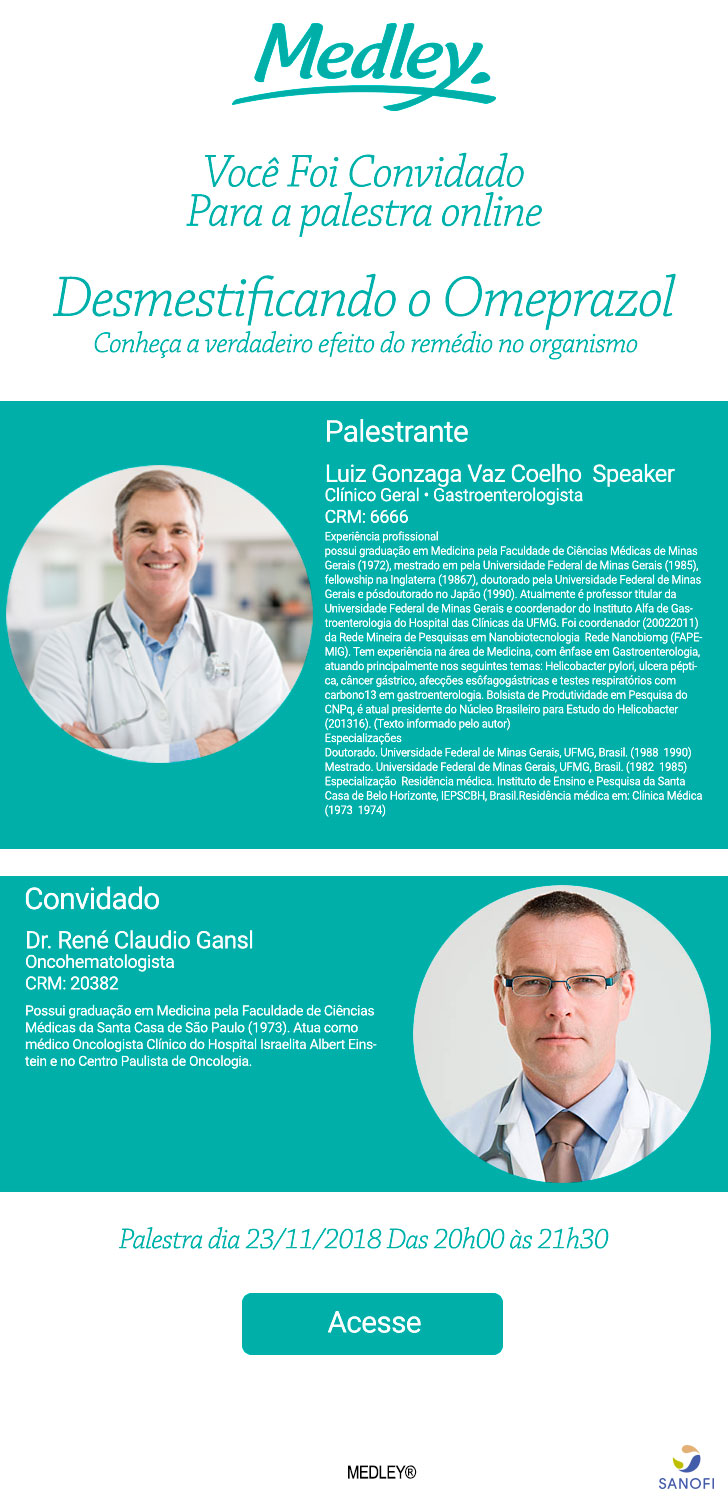 Medley.
Você Foi Convidado
Para a palestra online
Desmestificando o Omeprazol
Conheça a verdadeiro efeito do remédio no organismo
Palestrante
Luiz Gonzaga Vaz Coelho  Speaker
Clínico Geral • Gastroenterologista
CRM: 6666
Experiência profissional
possui graduação em Medicina pela Faculdade de Ciências Médicas de Minas
Gerais (1972), mestrado em pela Universidade Federal de Minas Gerais (1985),
fellowship na Inglaterra (19867), doutorado pela Universidade Federal de Minas
Gerais e pósdoutorado no Japão (1990). Atualmente é professor titular da
Universidade Federal de Minas Gerais e coordenador do Instituto Alfa de Gas-
troenterologia do Hospital das Clínicas da UFMG. Foi coordenador (20022011)
da Rede Mineira de Pesquisas em Nanobiotecnologia  Rede Nanobiomg (FAPE-
MIG). Tem experiência na área de Medicina, com ênfase em Gastroenterologia,
atuando principalmente nos seguintes temas: Helicobacter pylori, ulcera pépti-
ca, câncer gástrico, afecções esôfagogástricas e testes respiratórios com
carbono13 em gastroenterologia. Bolsista de Produtividade em Pesquisa do
CNPq, é atual presidente do Núcleo Brasileiro para Estudo do Helicobacter
(201316). (Texto informado pelo autor)
Especializações
Doutorado. Universidade Federal de Minas Gerais, UFMG, Brasil. (1988  1990)
Mestrado. Universidade Federal de Minas Gerais, UFMG, Brasil. (1982  1985)
Especialização  Residência médica. Instituto de Ensino e Pesquisa da Santa
Casa de Belo Horizonte, IEPSCBH, Brasil.Residência médica em: Clínica Médica
(1973  1974)
Convidado
Dr. René Claudio Gansl
Oncohematologista
CRM: 20382
Possui graduação em Medicina pela Faculdade de Ciências
Médicas da Santa Casa de São Paulo (1973). Atua como
médico Oncologista Clínico do Hospital Israelita Albert Eins-
tein e no Centro Paulista de Oncologia.
Palestra dia 23/11/2018 Das 20h00 às 21h30
Acesse
MEDLEY®
SANOFI